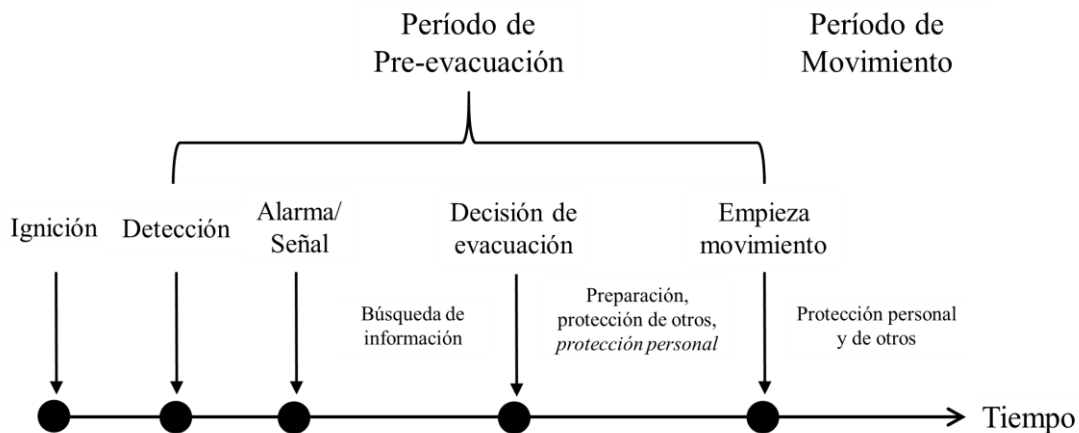 Período de
Pre-evacuación
Período de
Movimiento
Ignición
Detección
Alarma/
Señal
Decisión de
evacuación
Empieza
movimiento
Búsqueda de
información
Preparación,
protección de otros,
protección personal
Protección personal
y de otros
Tiempo